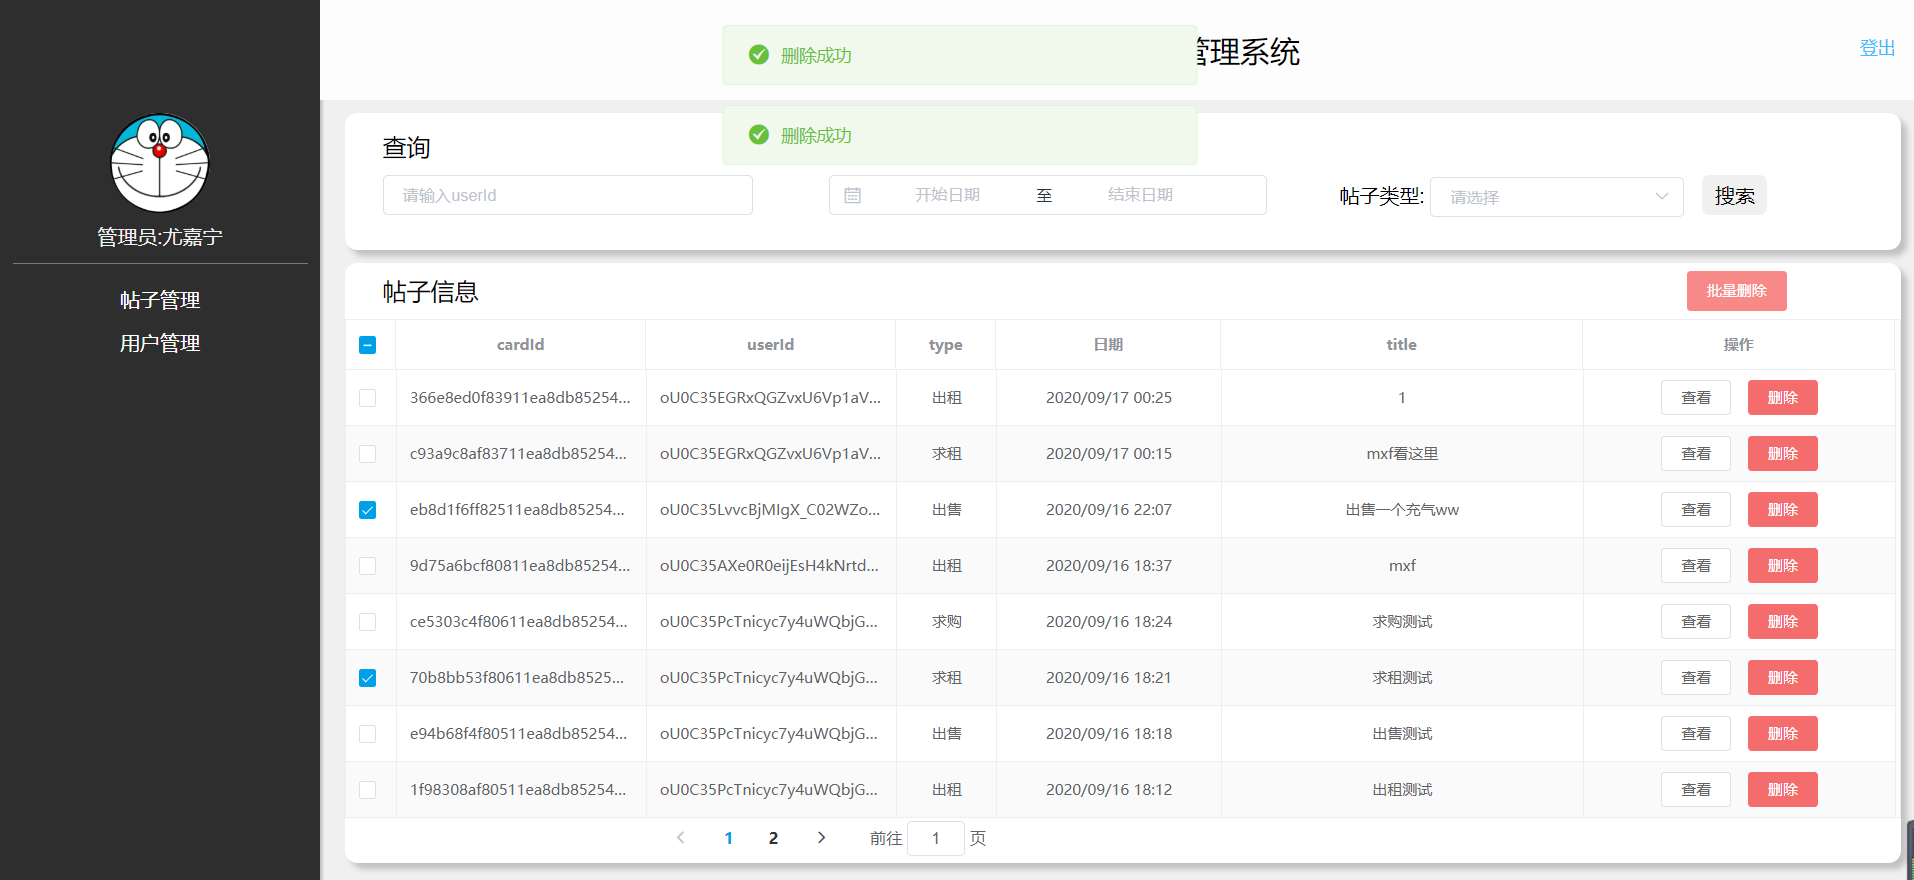 管理系统
登出
删除成功
删除成功
管理员:尤嘉宁
帖子管理
用户管理
查询
请输入userId
开始日期 至 结束日期
帖子类型: 请选择 搜索
帖子信息 批量删除
cardId userId type 日期 title 操作
366e8ed0f83911ea8db85254... oU0C35EGRxQGZvxU6Vp1aV... 出租 2020/09/17 00:25 1 查看 删除
c93a9c8af83711ea8db85254... oU0C35EGRxQGZvxU6Vp1aV... 求租 2020/09/17 00:15 mxf看这里 查看 删除
eb8d1f6ff82511ea8db85254... oU0C35LvvcBjMIgX_C02WZo... 出售 2020/09/16 22:07 出售一个充气ww 查看 删除
9d75a6bcf80811ea8db85254... oU0C35AXe0R0eijEsH4kNrtd... 出租 2020/09/16 18:37 mxf 查看 删除
ce5303c4f80611ea8db85254... oU0C35PcTnicyc7y4uWQbjG... 求购 2020/09/16 18:24 求购测试 查看 删除
70b8bb53f80611ea8db8525... oU0C35PcTnicyc7y4uWQbjG... 求租 2020/09/16 18:21 求租测试 查看 删除
e94b68f4f80511ea8db85254... oU0C35PcTnicyc7y4uWQbjG... 出售 2020/09/16 18:18 出售测试 查看 删除
1f98308af80511ea8db85254... oU0C35PcTnicyc7y4uWQbjG... 出租 2020/09/16 18:12 出租测试 查看 删除
1 2 前往 1 页